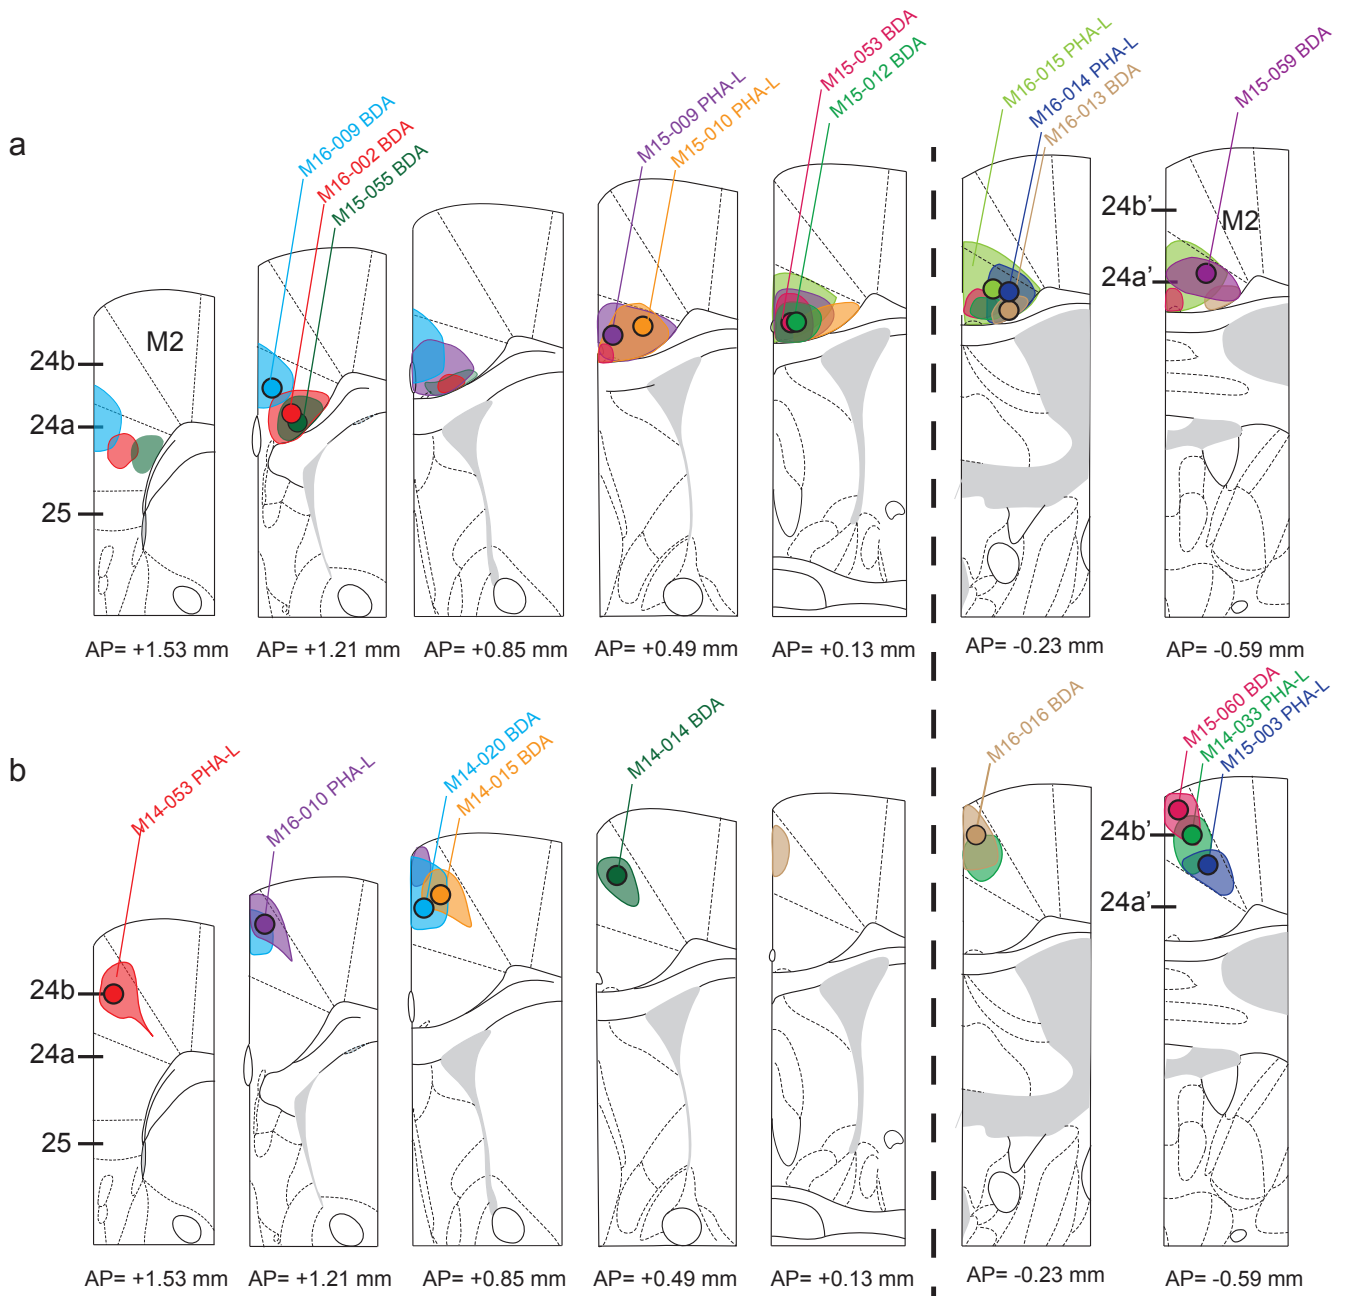 a
M16-009 BDA
M16-002 BDA
M15-055 BDA
M15-009 PHA-L
M15-010 PHA-L
M15-053 BDA
M15-012 BDA
M16-015 PHA-L
M16-014 PHA-L
M16-013 BDA
M15-059 BDA
M2
24b
24a
25
24b’
24a’
M2
AP= +1.53 mm
AP= +1.21 mm
AP= +0.85 mm
AP= +0.49 mm
AP= +0.13 mm
AP= -0.23 mm
AP= -0.59 mm
b
M14-053 PHA-L
M16-010 PHA-L
M14-020 BDA
M14-015 BDA
M14-014 BDA
M16-016 BDA
M15-060 BDA
M14-033 PHA-L
M15-003 PHA-L
24b
24a
25
24b’
24a’
AP= +1.53 mm
AP= +1.21 mm
AP= +0.85 mm
AP= +0.49 mm
AP= +0.13 mm
AP= -0.23 mm
AP= -0.59 mm